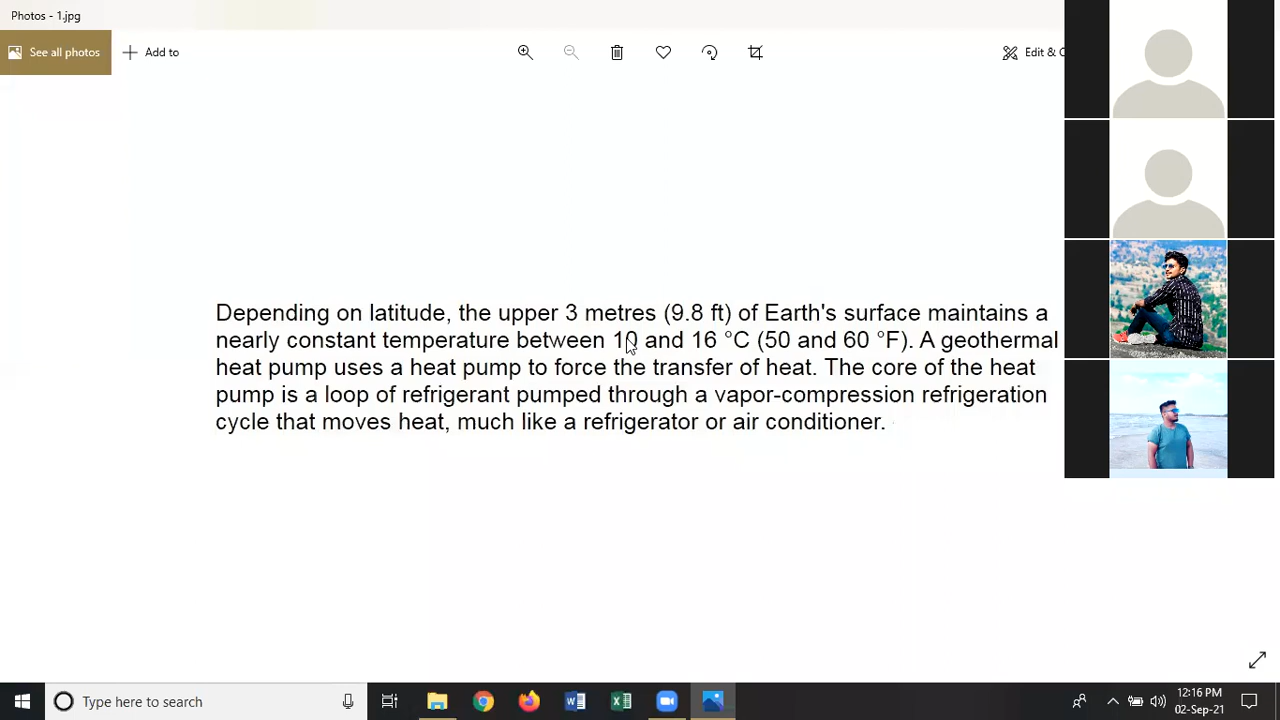 Photos - 1.jpg
See all photos
Add to
Edit & C
Depending on latitude, the upper 3 metres (9.8 ft) of Earth's surface maintains a
nearly constant temperature between 10 and 16 °C (50 and 60 °F). A geothermal
heat pump uses a heat pump to force the transfer of heat. The core of the heat
pump is a loop of refrigerant pumped through a vapor-compression refrigeration
cycle that moves heat, much like a refrigerator or air conditioner.
Type here to search
12:16 PM
02-Sep-21